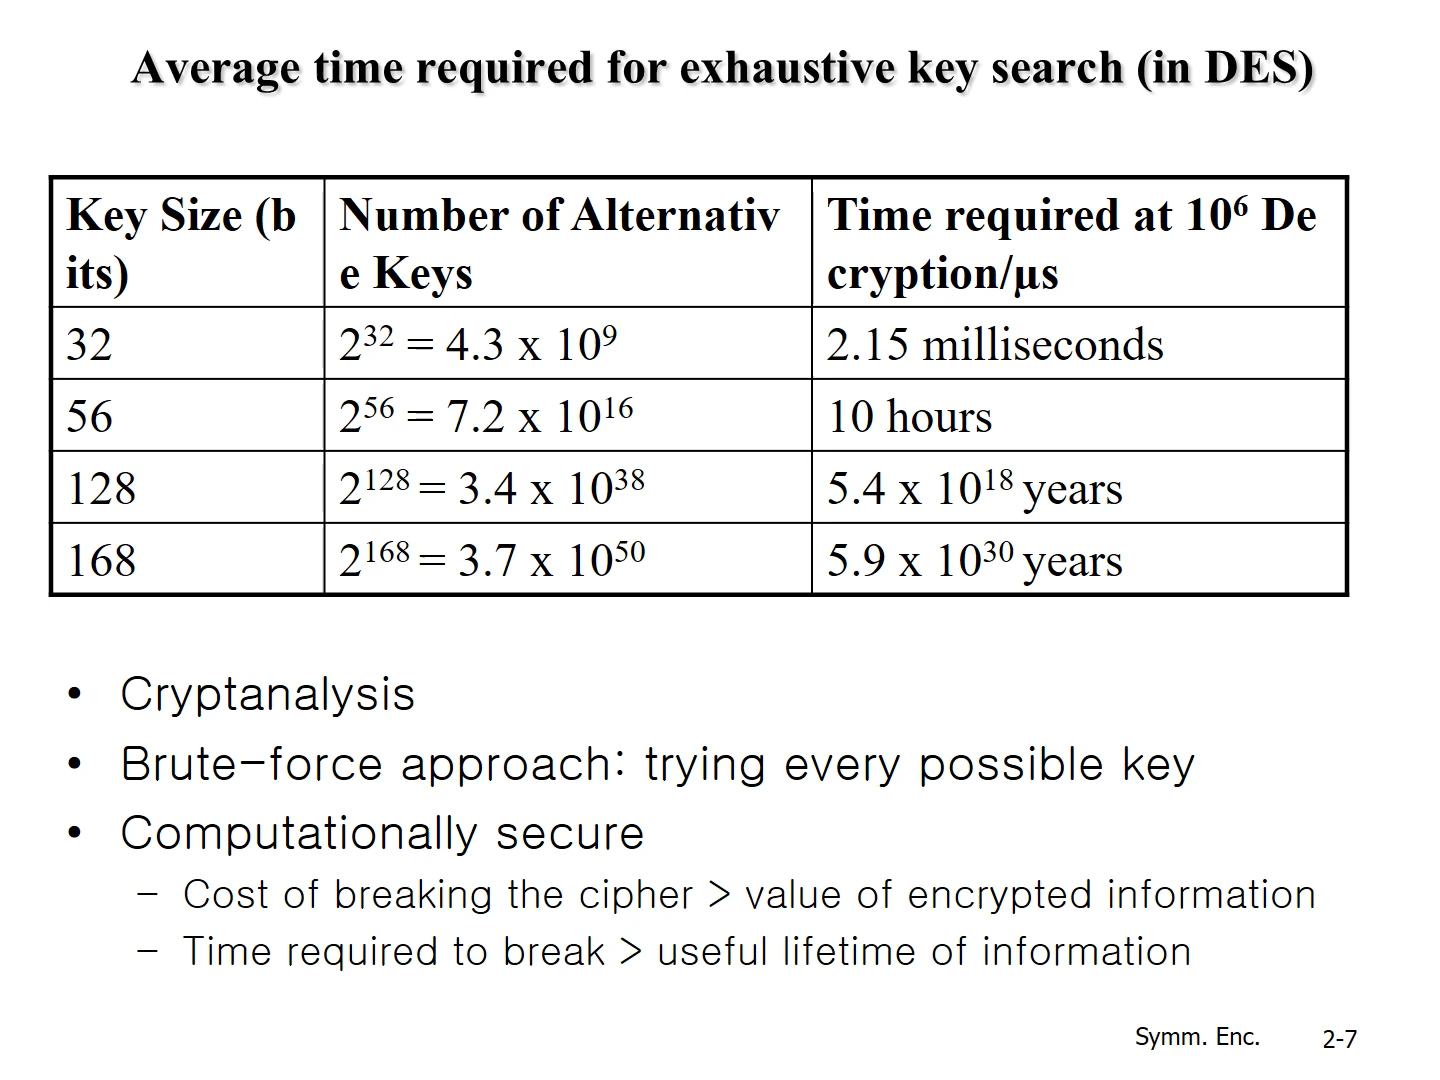 Average time required for exhaustive key search (in DES)
Key Size (b
its)
Number of Alternativ
e Keys
Time required at 10⁶ De
cryption/μs
32
2³² = 4.3 x 10⁹
2.15 milliseconds
56
2⁵⁶ = 7.2 x 10¹⁶
10 hours
128
2¹²⁸ = 3.4 x 10³⁸
5.4 x 10¹⁸ years
168
2¹⁶⁸ = 3.7 x 10⁵⁰
5.9 x 10³⁰ years
• Cryptanalysis
• Brute-force approach: trying every possible key
• Computationally secure
– Cost of breaking the cipher > value of encrypted information
– Time required to break > useful lifetime of information
Symm. Enc. 2-7